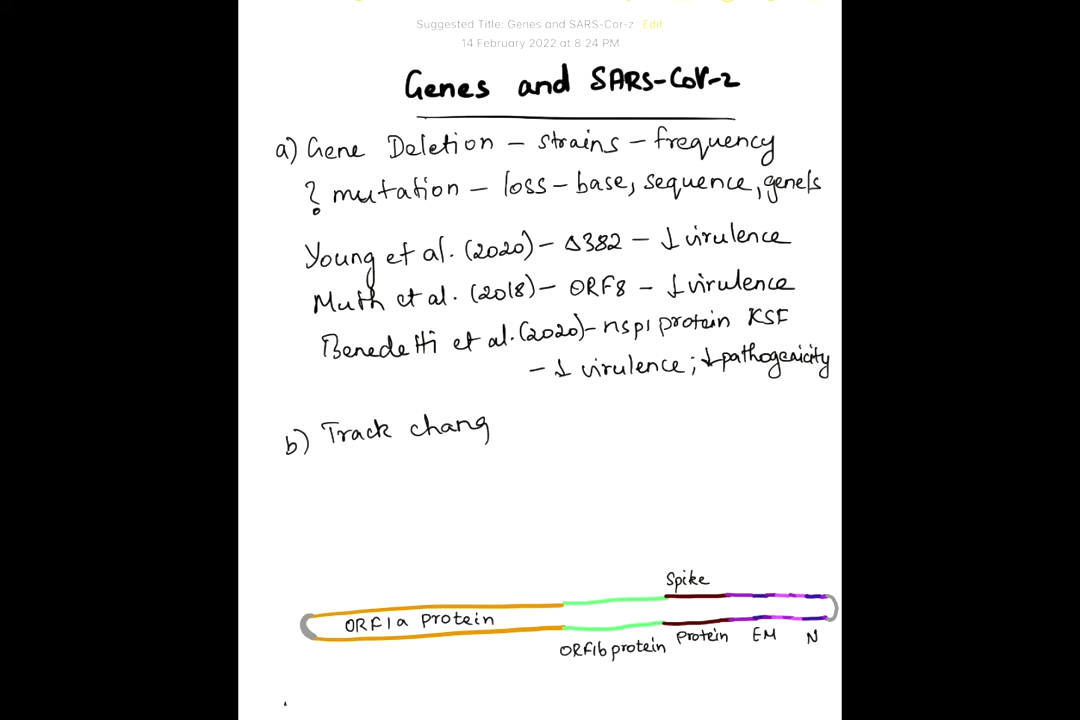 Suggested Title: Genes and SARS-Cor-z Edit
14 February 2022 at 8:24 PM
Genes and SARS-CoV-2
a) Gene Deletion – strains – frequency
? mutation – loss – base, sequence, gene/s
Young et al. (2020) – Δ382 – ↓ virulence
Muth et al. (2018) – ORF8 – ↓ virulence
Benedetti et al. (2020) – nsp1 protein KSF
– ↓ virulence; ↓ pathogenicity
b) Track chang
Spike
ORF1a protein
ORF1b protein protein EM N